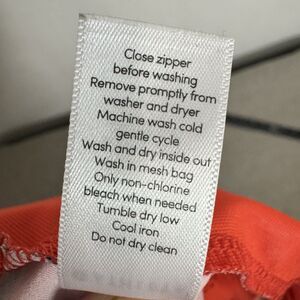 Close zipper
before washing
Remove promptly from
washer and dryer
Machine wash cold
gentle cycle
Wash and dry inside out
Wash in mesh bag
Only non-chlorine
bleach when needed
Tumble dry low
Cool iron
Do not dry clean